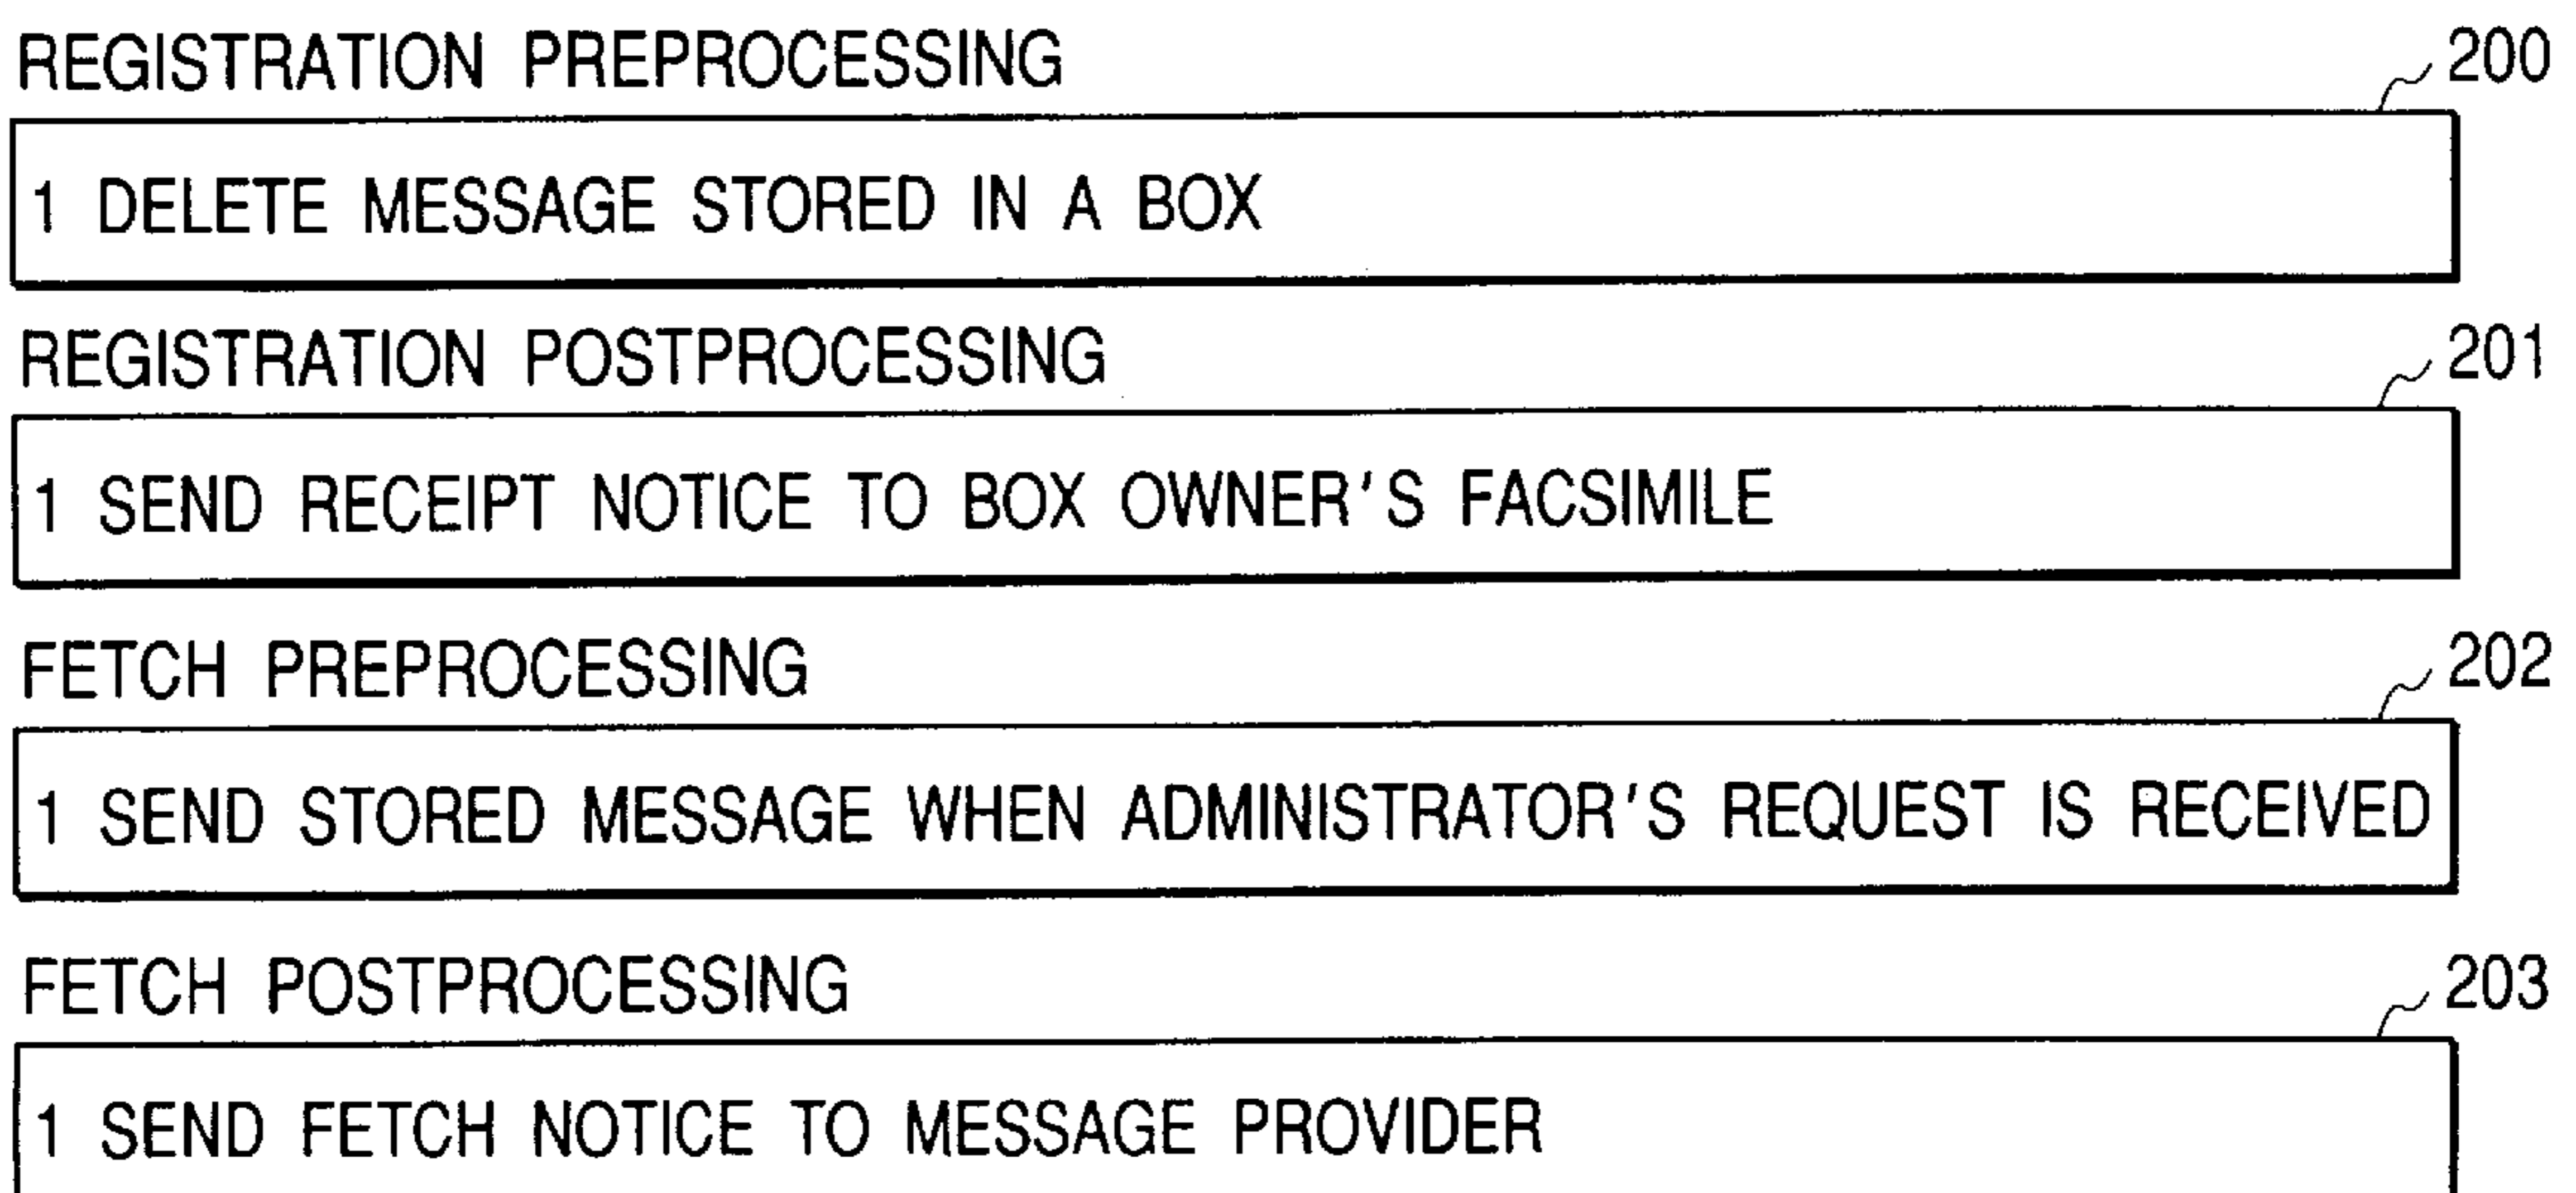 REGISTRATION PREPROCESSING
200
1 DELETE MESSAGE STORED IN A BOX
REGISTRATION POSTPROCESSING
201
1 SEND RECEIPT NOTICE TO BOX OWNER'S FACSIMILE
FETCH PREPROCESSING
202
1 SEND STORED MESSAGE WHEN ADMINISTRATOR'S REQUEST IS RECEIVED
FETCH POSTPROCESSING
203
1 SEND FETCH NOTICE TO MESSAGE PROVIDER